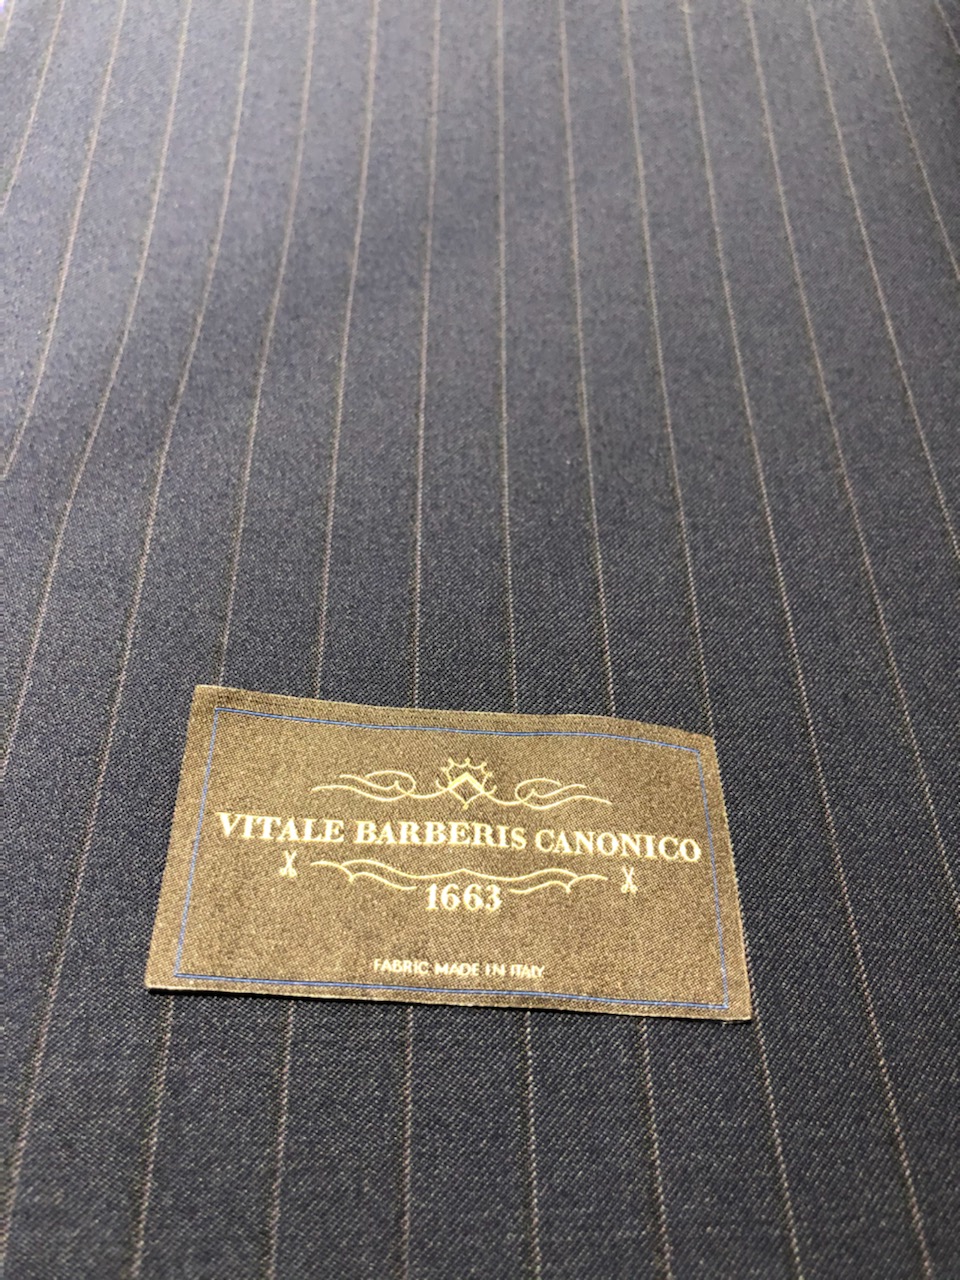 VITALE BARBERIS CANONICO
1663
FABRIC MADE IN ITALY